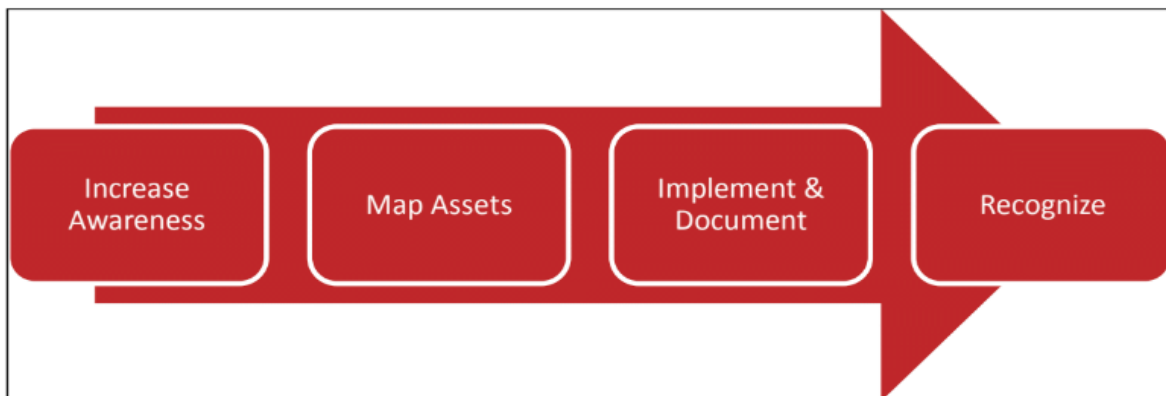 Increase
Awareness
Map Assets
Implement &
Document
Recognize